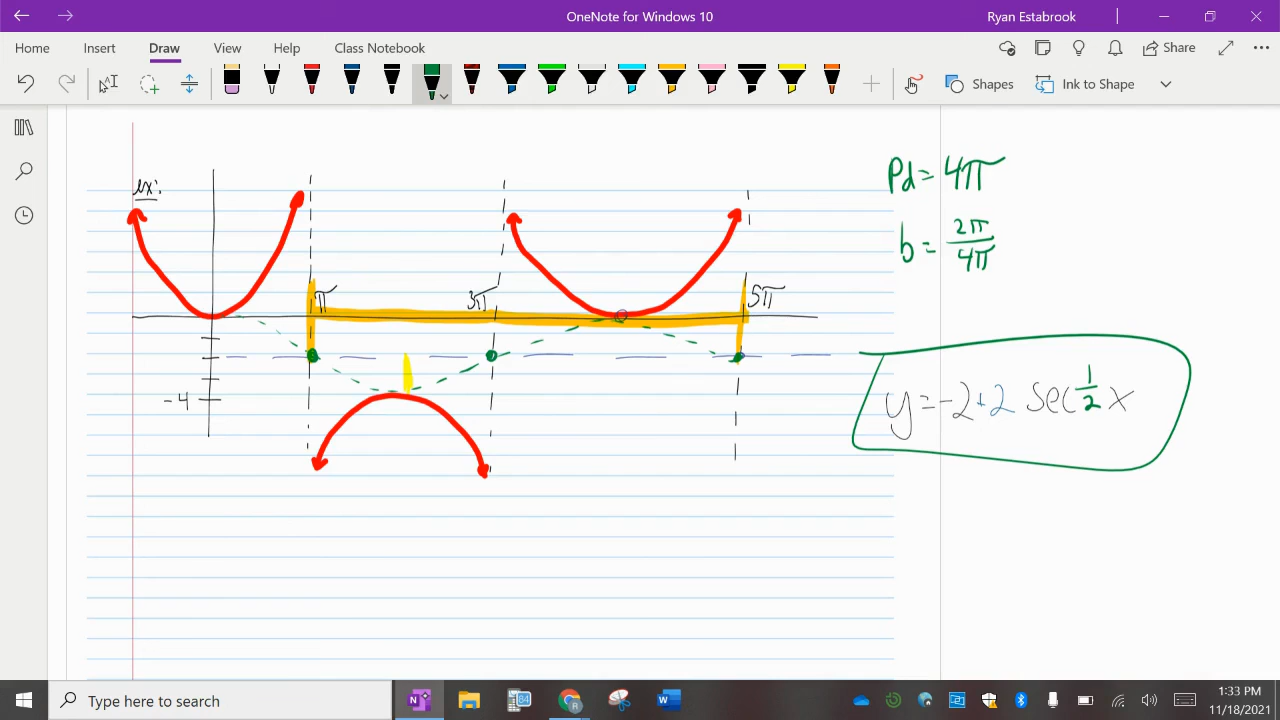 OneNote for Windows 10
Ryan Estabrook
Home Insert Draw View Help Class Notebook
Share
Shapes
Ink to Shape
ex:
π
3π
5π
-4
Pd = 4π
b = 2π/4π
y = -2+2 sec 1/2 x
Type here to search
84
1:33 PM
11/18/2021